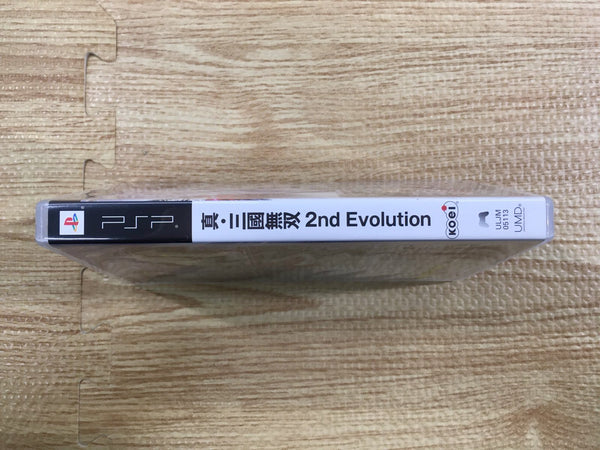 PSP
真・三國無双 2nd Evolution
KOEI
ULJM
05113
UMD®